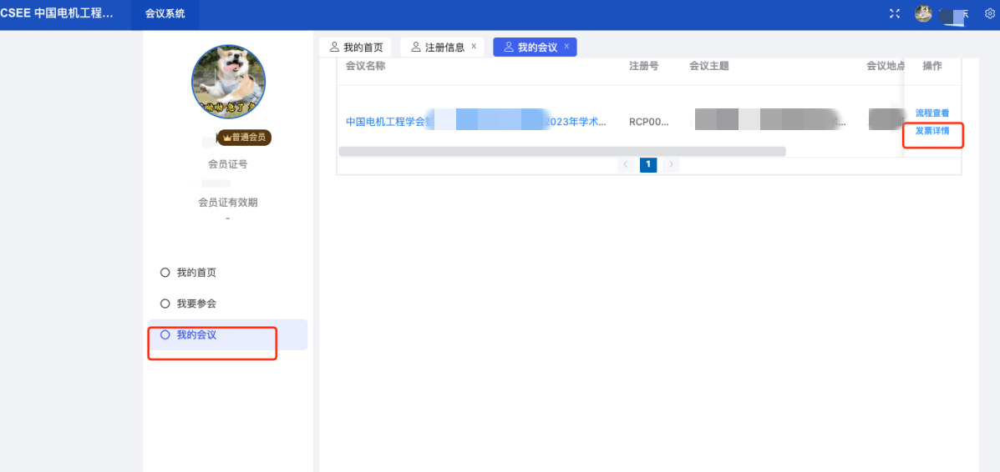 CSEE 中国电机工程... 会议系统
我的首页 注册信息 × 我的会议 ×
会议名称 注册号 会议主题 会议地点 操作
流程查看
中国电机工程学会 2023年学术... RCP00... ...
发票详情
< 1 >
普通会员
会员证号
会员证有效期
-
我的首页
我要参会
我的会议